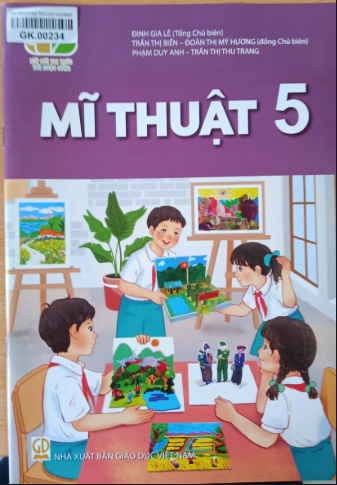 GK.00234
KẾT NỐI TRI THỨC
VỚI CUỘC SỐNG
ĐINH GIA LÊ (Tổng Chủ biên)
TRẦN THỊ BIỂN – ĐOÀN THỊ MỸ HƯƠNG (đồng Chủ biên)
PHẠM DUY ANH – TRẦN THỊ THU TRANG
MĨ THUẬT 5
NHÀ XUẤT BẢN GIÁO DỤC VIỆT NAM